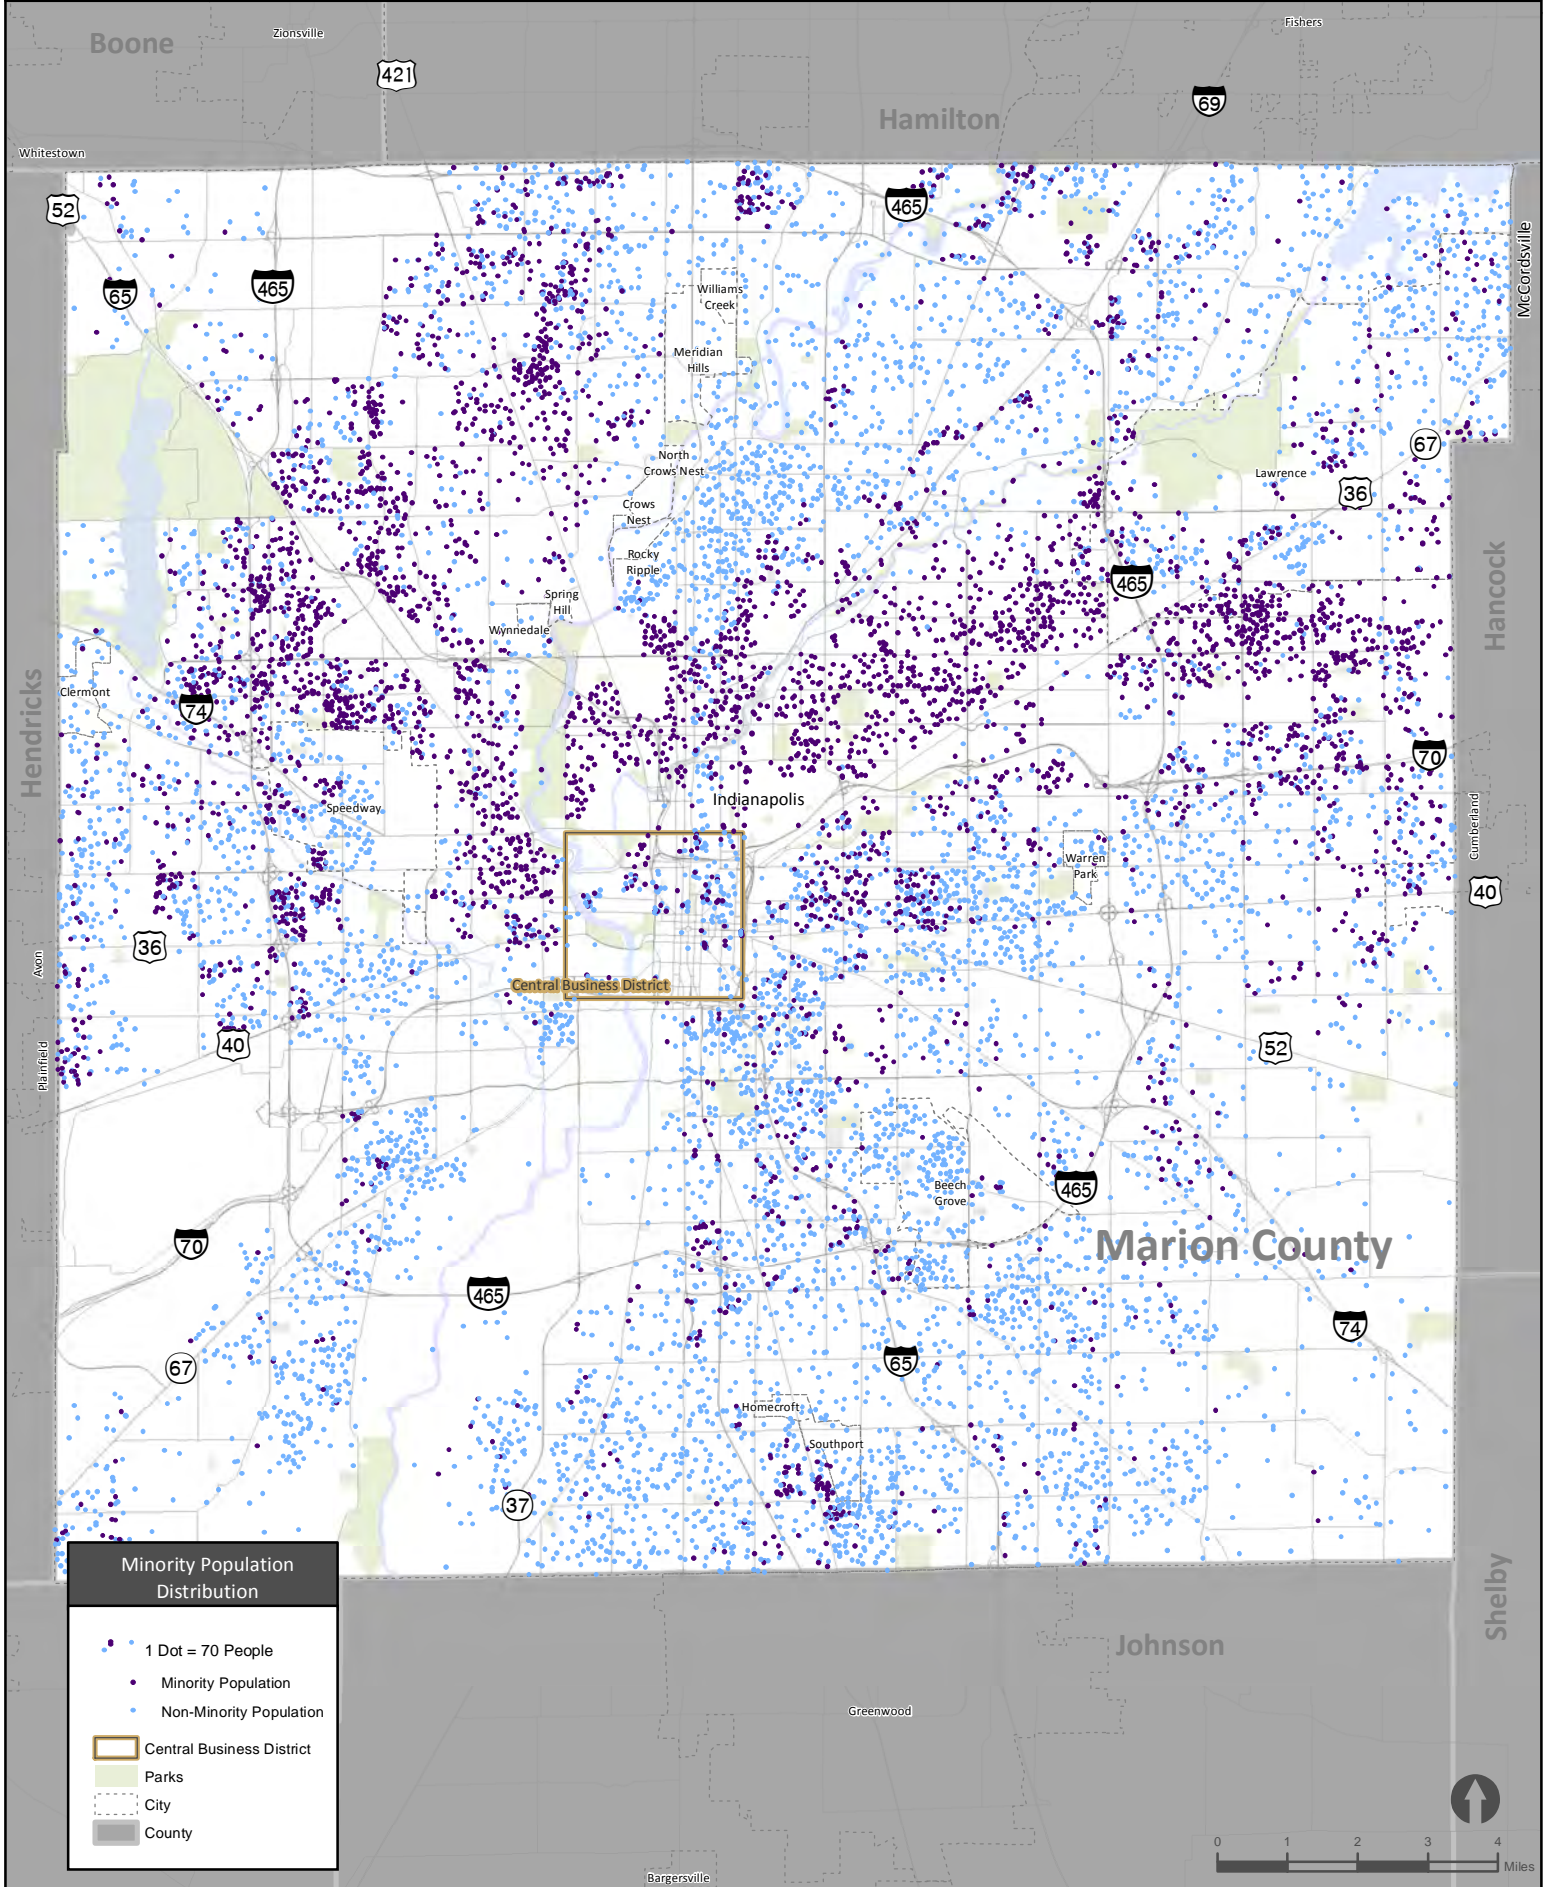 Boone
Zionsville
Fishers
421
69
Hamilton
Whitestown
52
465
McCordsville
65
465
Williams
Creek
Meridian
Hills
67
North
Crows Nest
Lawrence
36
Crows
Nest
Rocky
Ripple
465
Hancock
Spring
Hill
Wynnedale
Hendricks
Clermont
74
70
Indianapolis
Speedway
Cumberland
Warren
Park
40
36
Avon
Central Business District
40
52
Plainfield
Beech
Grove
465
70
Marion County
465
74
65
67
Homecroft
Southport
37
Minority Population
Distribution
1 Dot = 70 People
Minority Population
Non-Minority Population
Central Business District
Parks
City
County
Shelby
Johnson
Greenwood
Bargersville
0 1 2 3 4
Miles